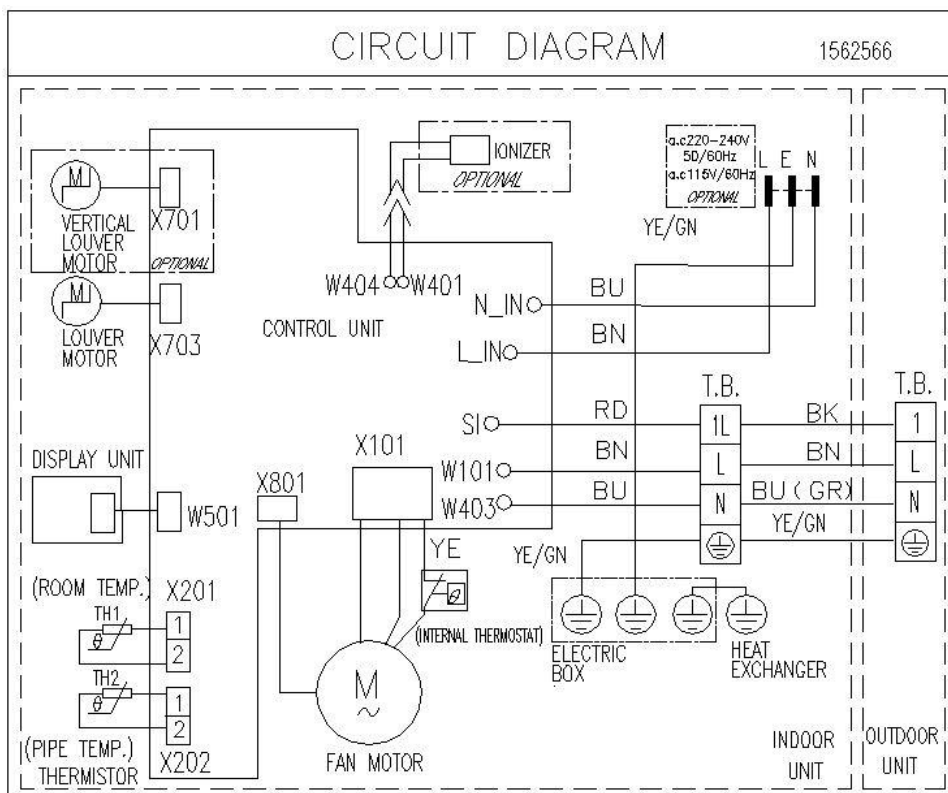 CIRCUIT DIAGRAM
1562566
IONIZER
OPTIONAL
a.c220-240V
50/60Hz
a.c115V/60Hz
OPTIONAL
L E N
YE/GN
M
VERTICAL
LOUVER
MOTOR
X701
OPTIONAL
M
LOUVER
MOTOR
X703
W404
W401
CONTROL UNIT
N_IN
BU
L_IN
BN
T.B.
T.B.
SI
RD
1L
BK
1
W101
BN
L
BN
L
W403
BU
N
BU(GR)
N
YE/GN
YE/GN
DISPLAY UNIT
W501
X801
X101
YE
θ
(INTERNAL THERMOSTAT)
(ROOM TEMP.)
X201
TH1
θ
1
2
TH2
θ
1
2
(PIPE TEMP.)
THERMISTOR
X202
M
~
FAN MOTOR
ELECTRIC
BOX
HEAT
EXCHANGER
INDOOR
UNIT
OUTDOOR
UNIT